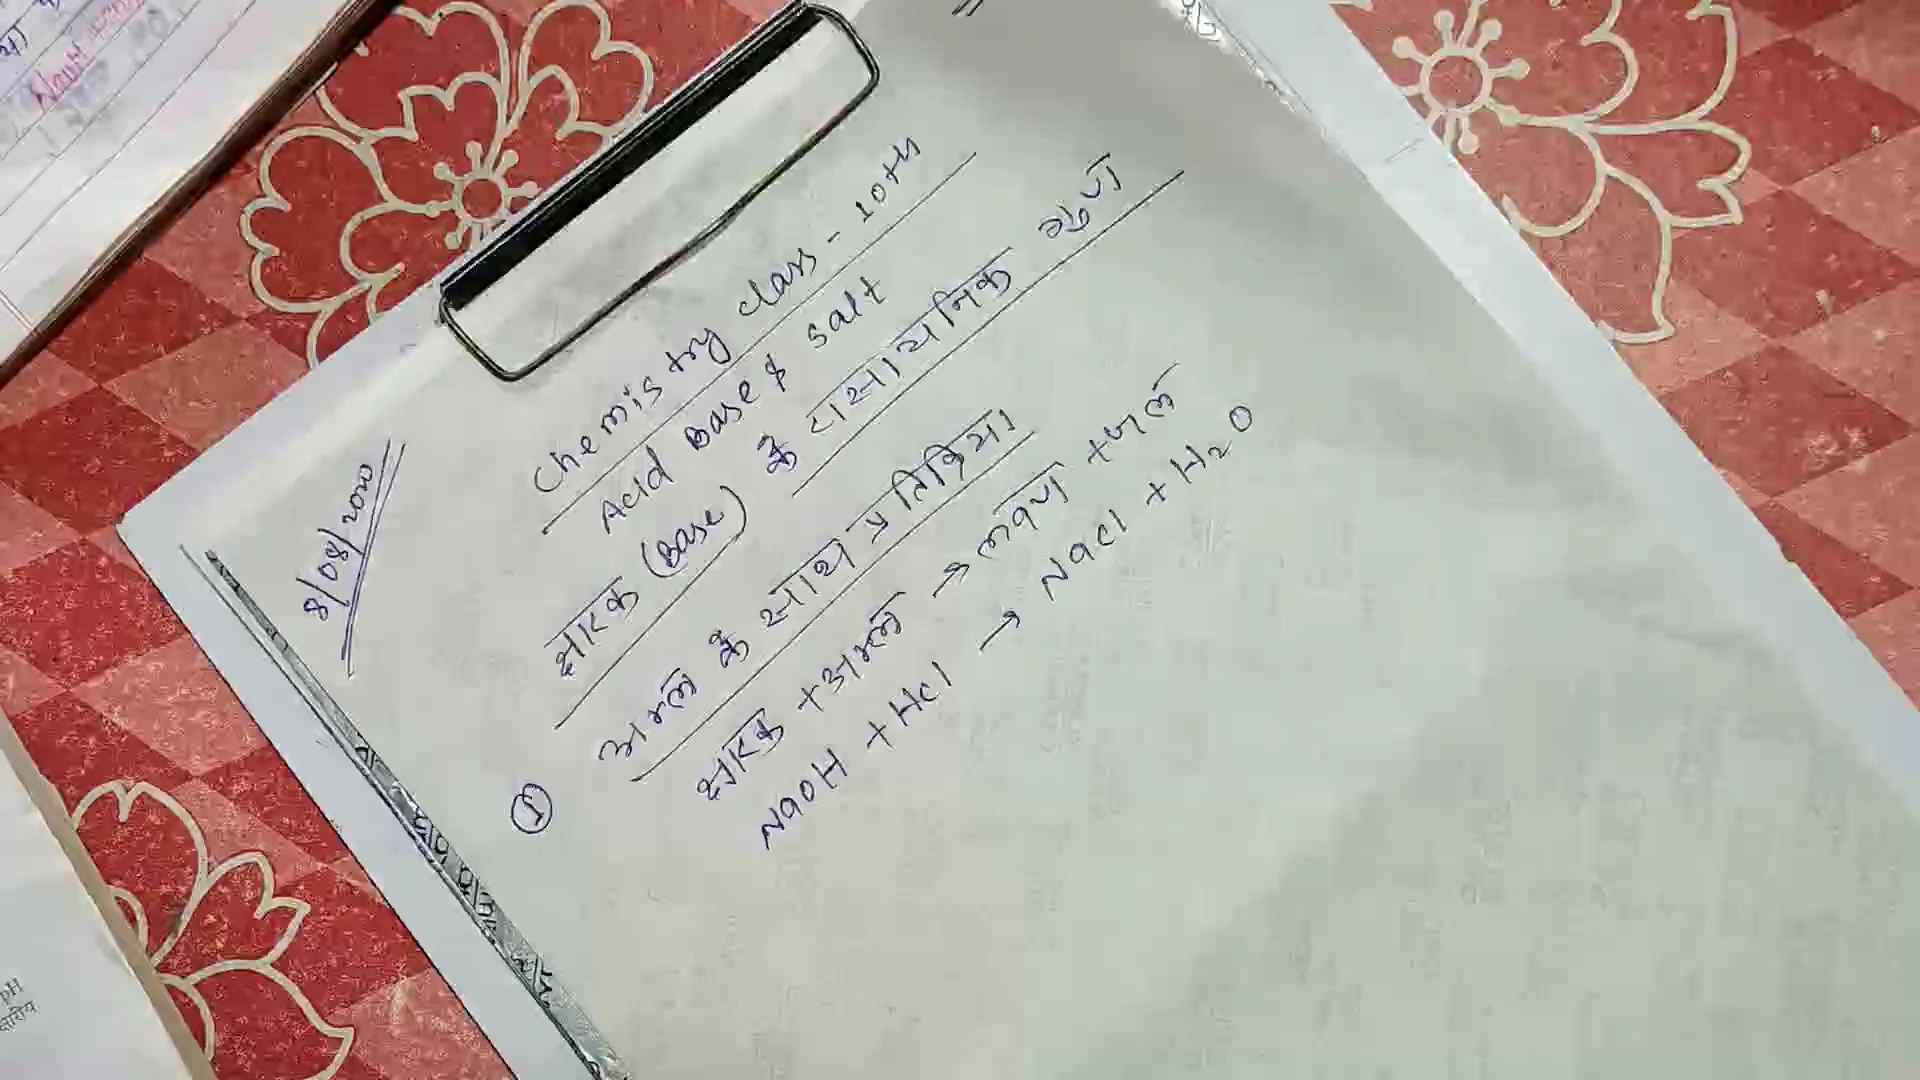 8/08/2020
Chemistry class - 10th
Acid Base & salt
क्षारक (Base) के रासायनिक गुण
① अम्ल के साथ प्रतिक्रिया
क्षारक + अम्ल → लवण + जल
NaOH + HCl → NaCl + H₂O
pH